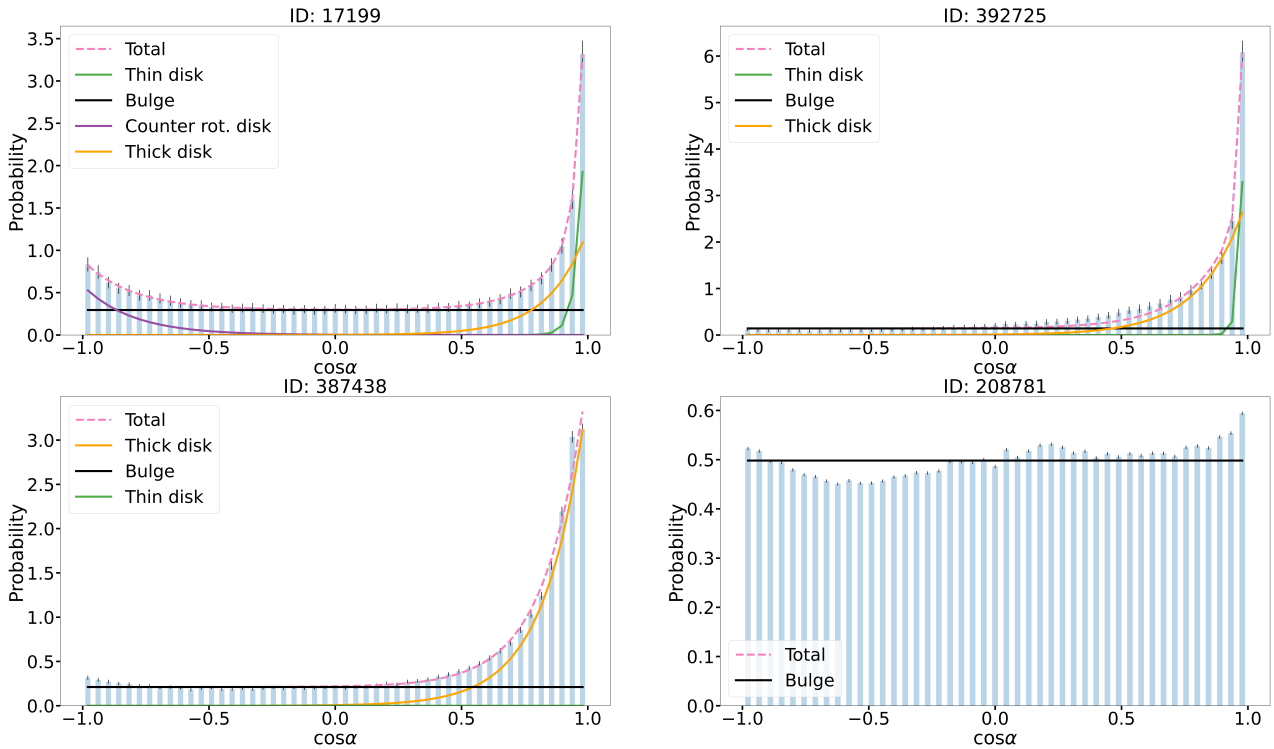 ID: 17199
3.5
3.0
2.5
2.0
1.5
1.0
0.5
0.0
Probability
Total
Thin disk
Bulge
Counter rot. disk
Thick disk
−1.0 −0.5 0.0 0.5 1.0
cosα
ID: 392725
6
5
4
3
2
1
0
Probability
Total
Thin disk
Bulge
Thick disk
−1.0 −0.5 0.0 0.5 1.0
cosα
ID: 387438
3.0
2.5
2.0
1.5
1.0
0.5
0.0
Probability
Total
Thick disk
Bulge
Thin disk
−1.0 −0.5 0.0 0.5 1.0
cosα
ID: 208781
0.6
0.5
0.4
0.3
0.2
0.1
0.0
Probability
Total
Bulge
−1.0 −0.5 0.0 0.5 1.0
cosα